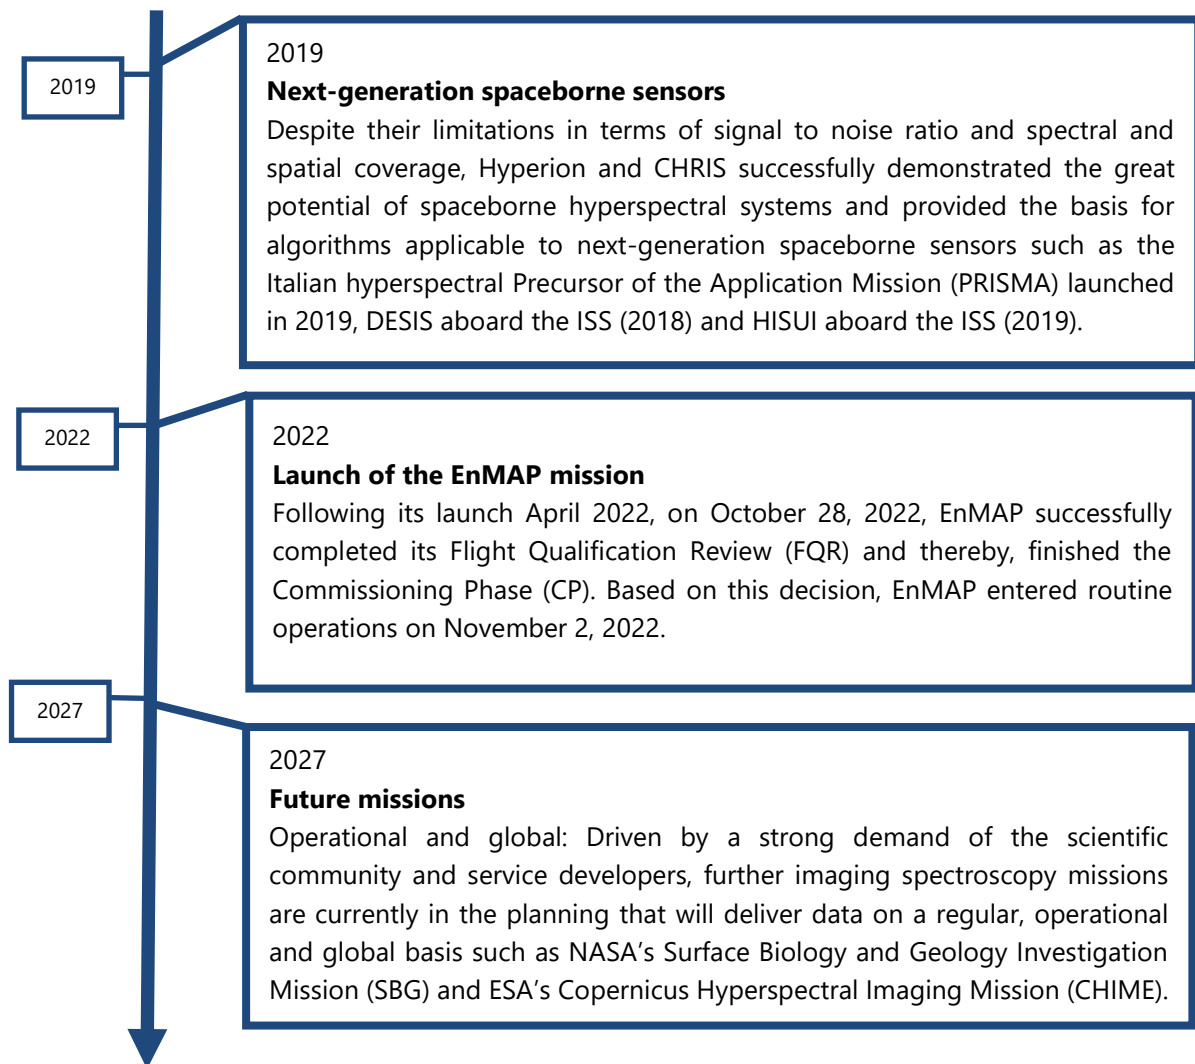 2019
2019
Next-generation spaceborne sensors
Despite their limitations in terms of signal to noise ratio and spectral and
spatial coverage, Hyperion and CHRIS successfully demonstrated the great
potential of spaceborne hyperspectral systems and provided the basis for
algorithms applicable to next-generation spaceborne sensors such as the
Italian hyperspectral Precursor of the Application Mission (PRISMA) launched
in 2019, DESIS aboard the ISS (2018) and HISUI aboard the ISS (2019).
2022
2022
Launch of the EnMAP mission
Following its launch April 2022, on October 28, 2022, EnMAP successfully
completed its Flight Qualification Review (FQR) and thereby, finished the
Commissioning Phase (CP). Based on this decision, EnMAP entered routine
operations on November 2, 2022.
2027
2027
Future missions
Operational and global: Driven by a strong demand of the scientific
community and service developers, further imaging spectroscopy missions
are currently in the planning that will deliver data on a regular, operational
and global basis such as NASA’s Surface Biology and Geology Investigation
Mission (SBG) and ESA’s Copernicus Hyperspectral Imaging Mission (CHIME).